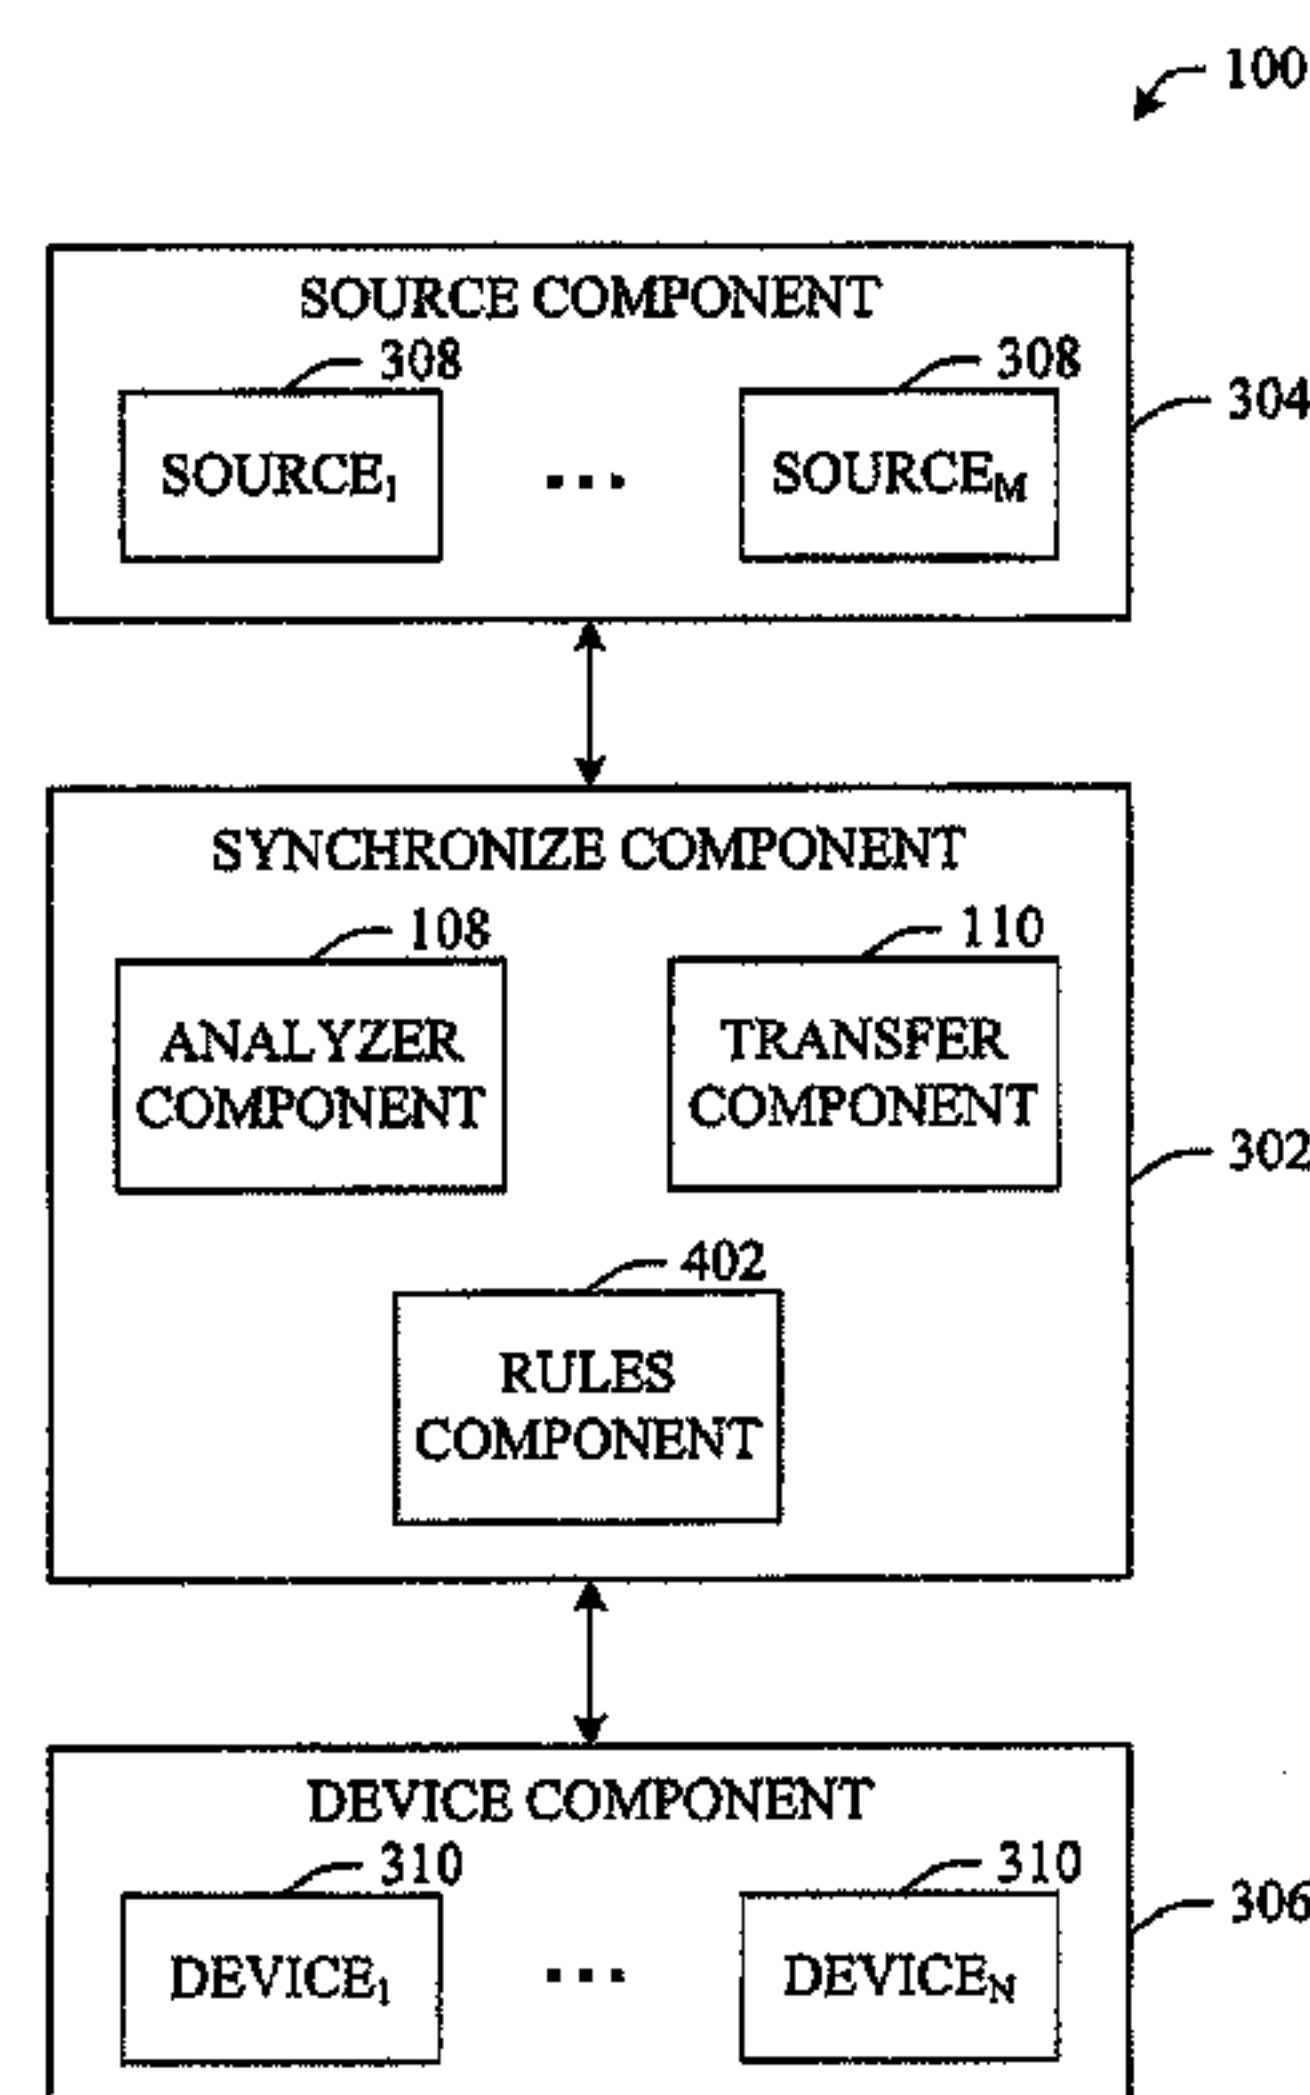 100
SOURCE COMPONENT
308 308
304
SOURCE1 ... SOURCEM
SYNCHRONIZE COMPONENT
108 110
ANALYZER COMPONENT
TRANSFER COMPONENT
302
402
RULES COMPONENT
DEVICE COMPONENT
310 310
306
DEVICE1 ... DEVICEN